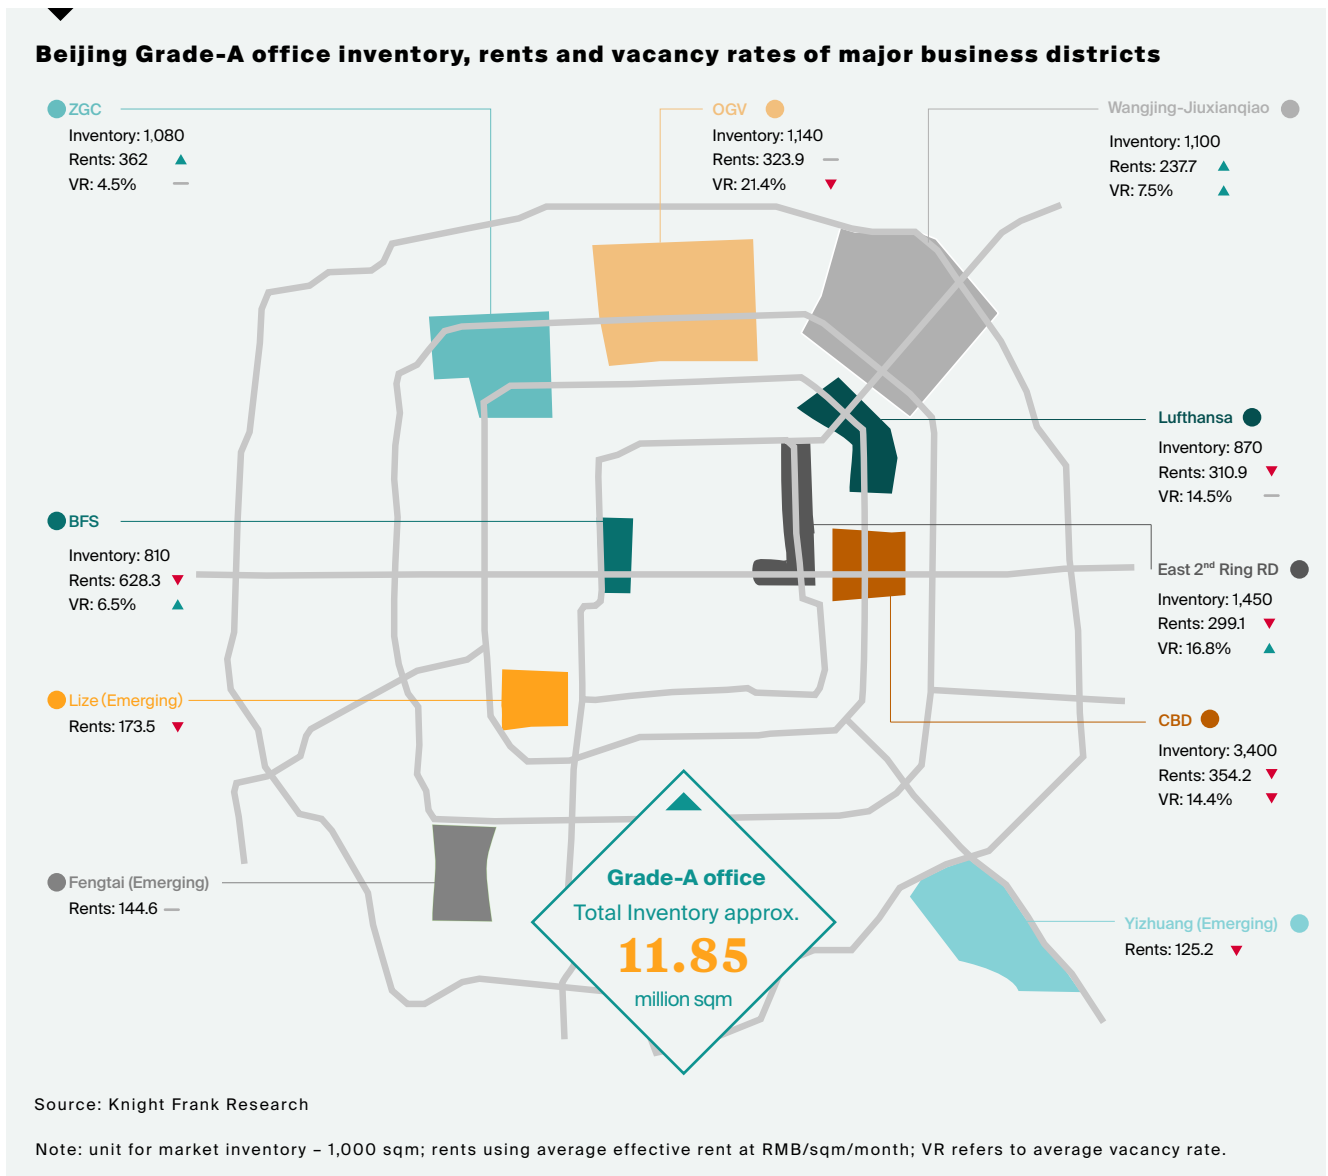 Beijing Grade-A office inventory, rents and vacancy rates of major business districts
ZGC
Inventory: 1,080
Rents: 362
VR: 4.5%
OGV
Inventory: 1,140
Rents: 323.9
VR: 21.4%
Wangjing-Jiuxianqiao
Inventory: 1,100
Rents: 237.7
VR: 7.5%
Lufthansa
Inventory: 870
Rents: 310.9
VR: 14.5%
BFS
Inventory: 810
Rents: 628.3
VR: 6.5%
East 2nd Ring RD
Inventory: 1,450
Rents: 299.1
VR: 16.8%
Lize (Emerging)
Rents: 173.5
CBD
Inventory: 3,400
Rents: 354.2
VR: 14.4%
Fengtai (Emerging)
Rents: 144.6
Grade-A office
Total Inventory approx.
11.85
million sqm
Yizhuang (Emerging)
Rents: 125.2
Source: Knight Frank Research
Note: unit for market inventory – 1,000 sqm; rents using average effective rent at RMB/sqm/month; VR refers to average vacancy rate.